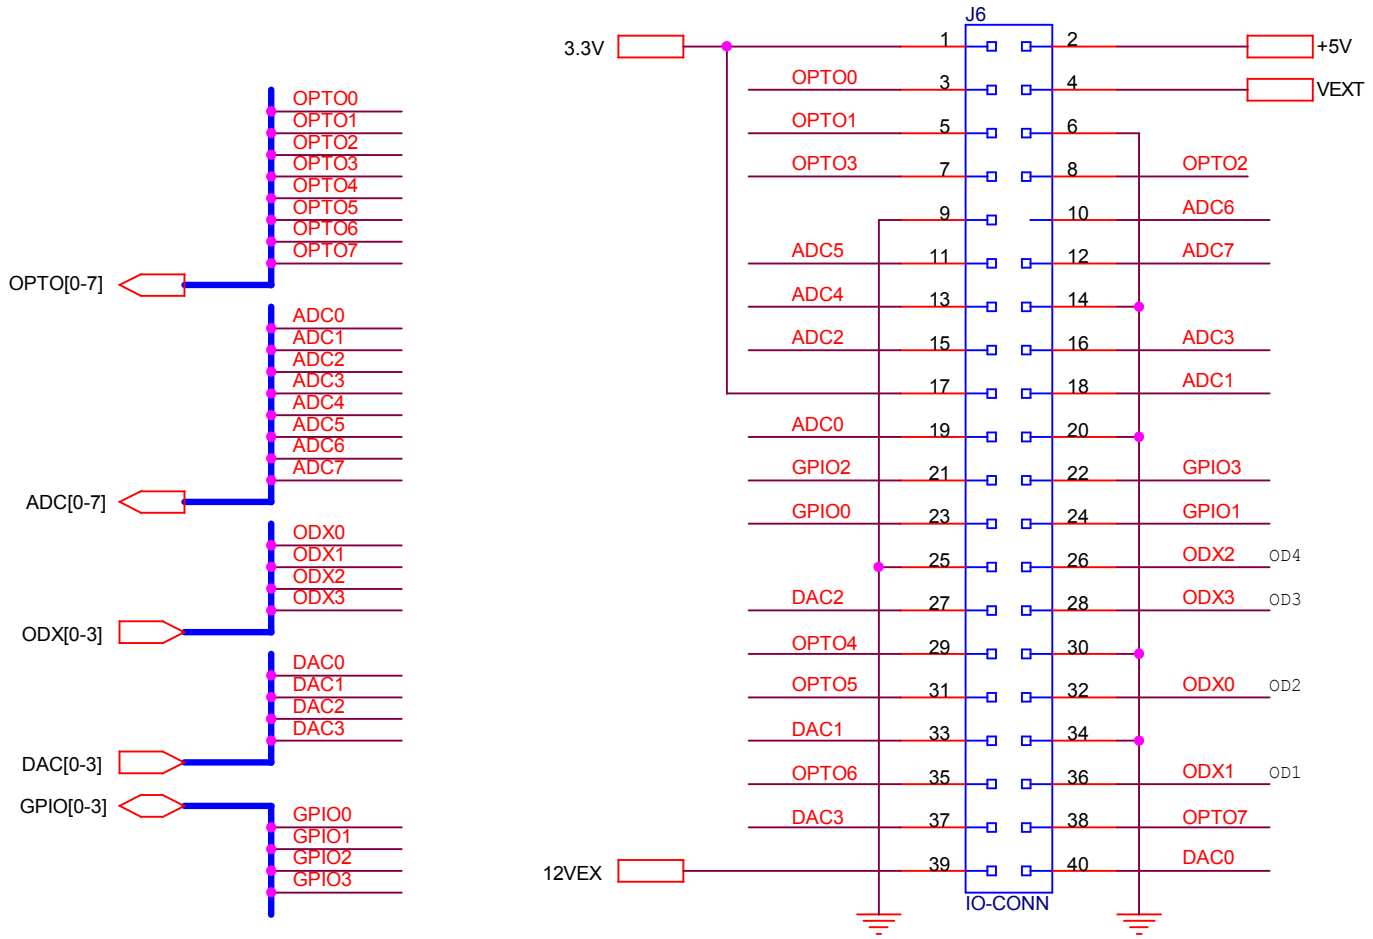 OPTO0
OPTO1
OPTO2
OPTO3
OPTO4
OPTO5
OPTO6
OPTO7
OPTO[0-7]
ADC0
ADC1
ADC2
ADC3
ADC4
ADC5
ADC6
ADC7
ADC[0-7]
ODX0
ODX1
ODX2
ODX3
ODX[0-3]
DAC0
DAC1
DAC2
DAC3
DAC[0-3]
GPIO[0-3]
GPIO0
GPIO1
GPIO2
GPIO3
J6
3.3V 1 2 +5V
OPTO0 3 4 VEXT
OPTO1 5 6
OPTO3 7 8 OPTO2
9 10 ADC6
ADC5 11 12 ADC7
ADC4 13 14
ADC2 15 16 ADC3
17 18 ADC1
ADC0 19 20
GPIO2 21 22 GPIO3
GPIO0 23 24 GPIO1
25 26 ODX2 OD4
DAC2 27 28 ODX3 OD3
OPTO4 29 30
OPTO5 31 32 ODX0 OD2
DAC1 33 34
OPTO6 35 36 ODX1 OD1
DAC3 37 38 OPTO7
12VEX 39 40 DAC0
IO-CONN